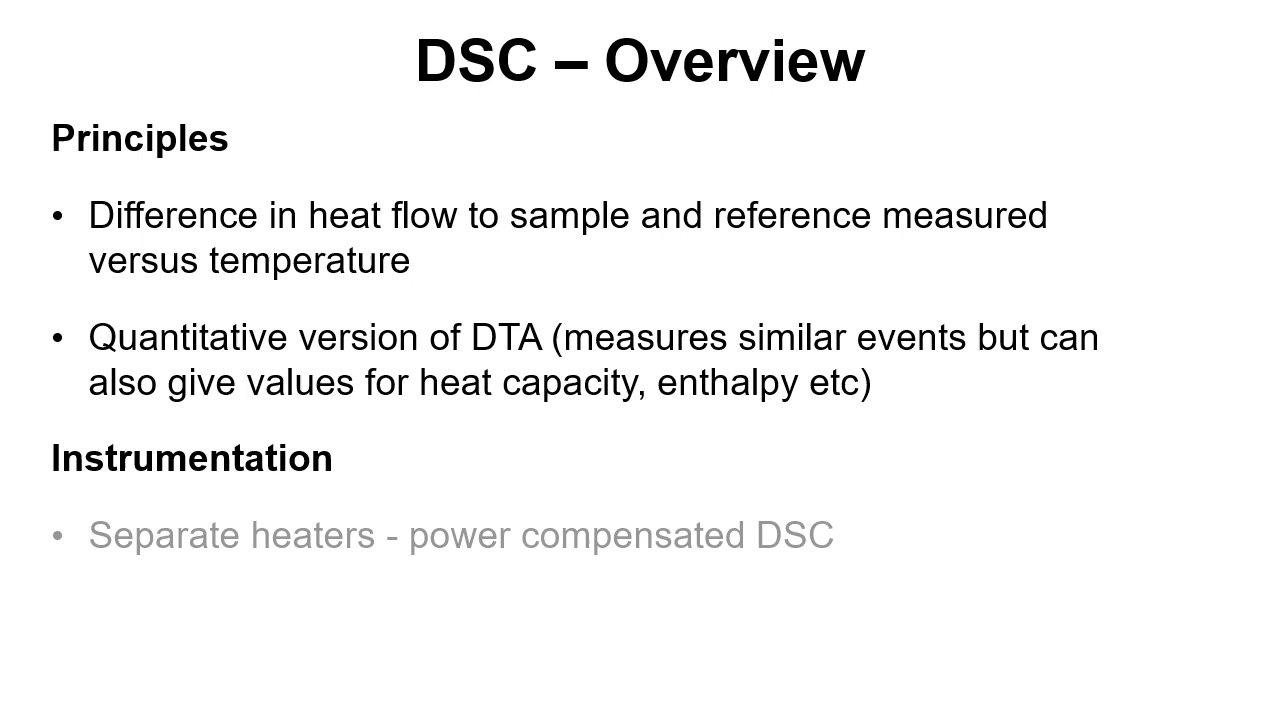 DSC – Overview
Principles
• Difference in heat flow to sample and reference measured
versus temperature
• Quantitative version of DTA (measures similar events but can
also give values for heat capacity, enthalpy etc)
Instrumentation
• Separate heaters - power compensated DSC